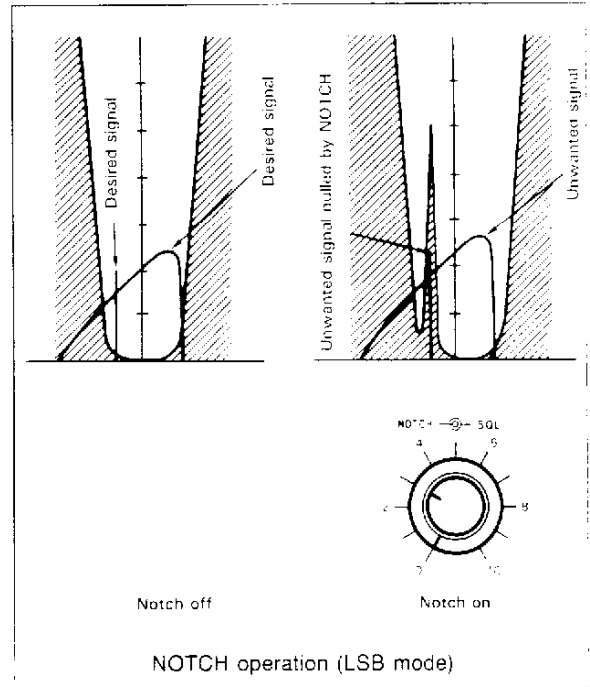 Desired signal
Desired signal
Unwanted signal nulled by NOTCH
Unwanted signal
NOTCH SQL
4
6
8
10
Notch off
Notch on
NOTCH operation (LSB mode)